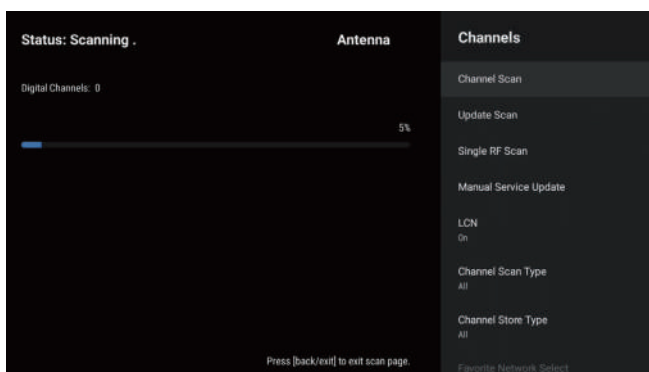 Status: Scanning .
Antenna
Digital Channels: 0
5%
Press [back/exit] to exit scan page.
Channels
Channel Scan
Update Scan
Single RF Scan
Manual Service Update
LCN
On
Channel Scan Type
All
Channel Store Type
All
Favorite Network Select